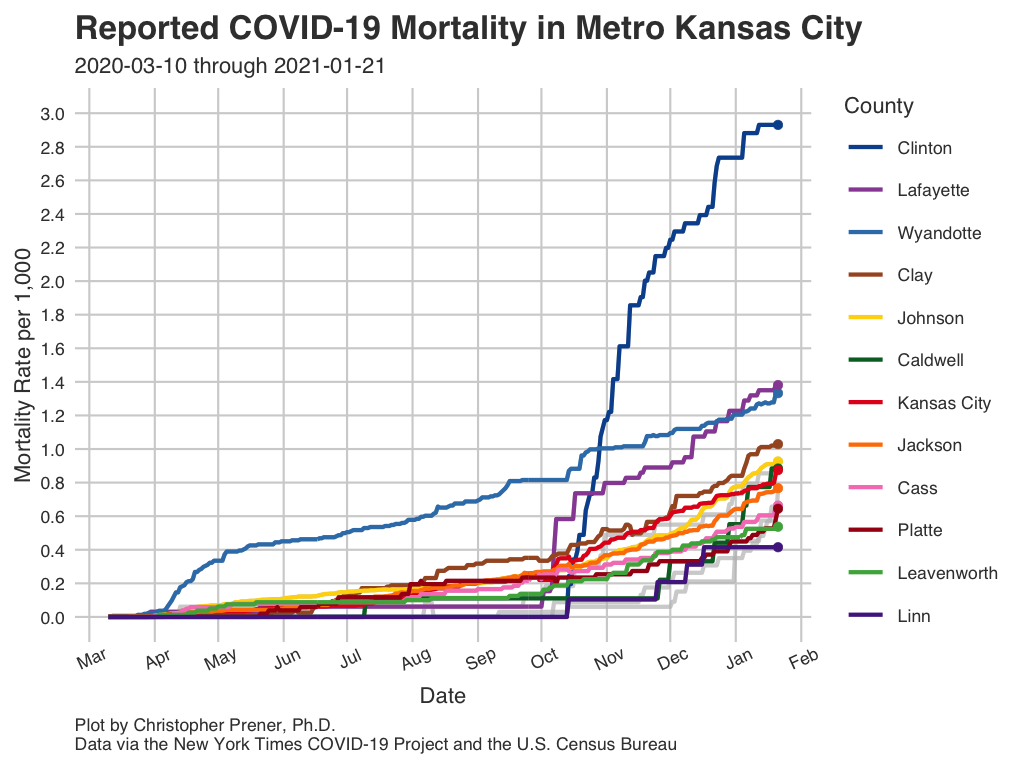 Reported COVID-19 Mortality in Metro Kansas City
2020-03-10 through 2021-01-21
Mortality Rate per 1,000
3.0
2.8
2.6
2.4
2.2
2.0
1.8
1.6
1.4
1.2
1.0
0.8
0.6
0.4
0.2
0.0
Mar Apr May Jun Jul Aug Sep Oct Nov Dec Jan Feb
Date
County
Clinton
Lafayette
Wyandotte
Clay
Johnson
Caldwell
Kansas City
Jackson
Cass
Platte
Leavenworth
Linn
Plot by Christopher Prener, Ph.D.
Data via the New York Times COVID-19 Project and the U.S. Census Bureau